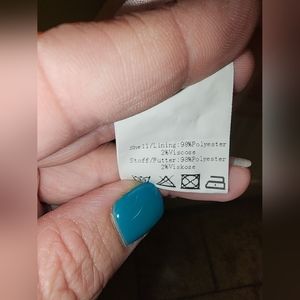 Shell/Lining:98%Polyester
2%Viscose
Stoff/Futter:98%Polyester
2%Viskose